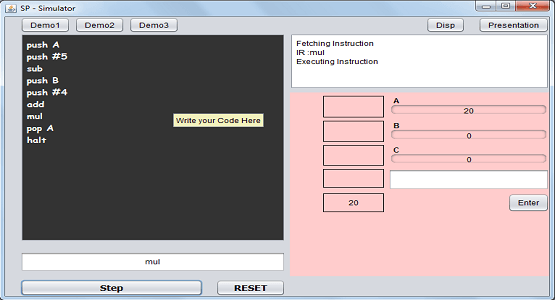 SP - Simulator
Demo1 Demo2 Demo3 Disp Presentation
push A
push #5
sub
push B
push #4
add
mul
pop A
halt
Write your Code Here
mul
Step RESET
Fetching Instruction
IR :mul
Executing Instruction
A
20
B
0
C
0
20
Enter